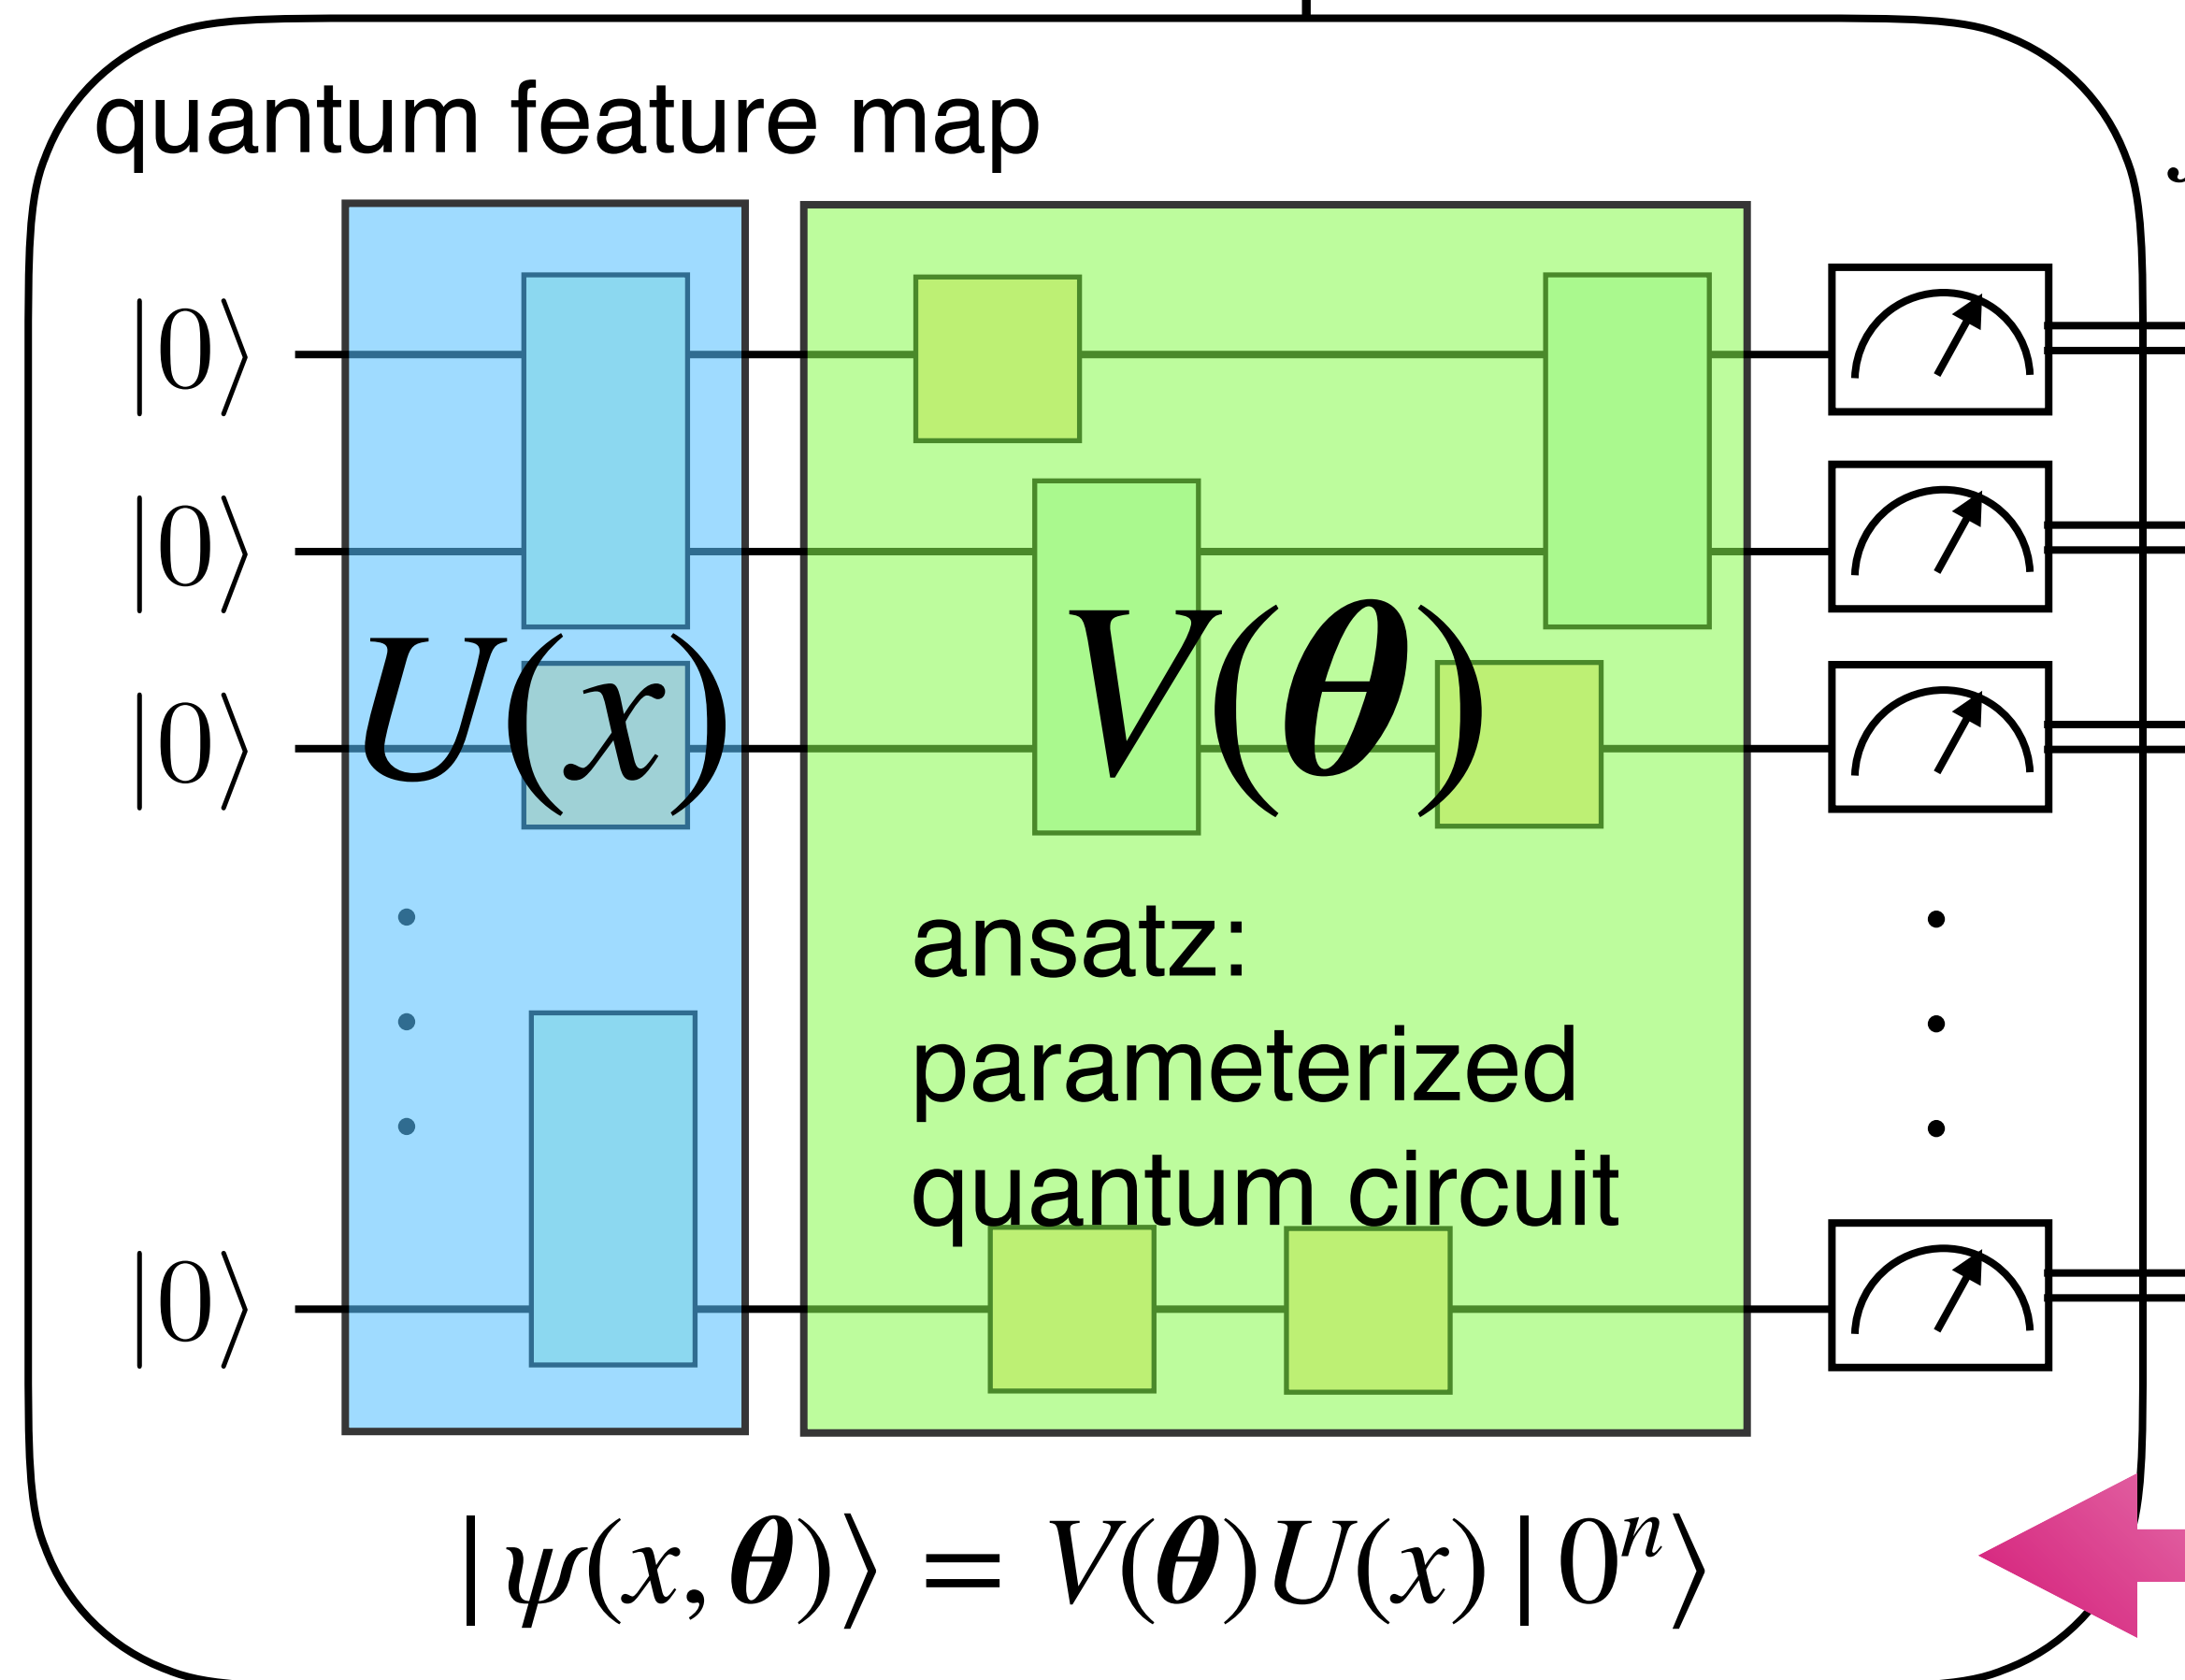 quantum feature map
|0⟩
|0⟩
U(x) V(𝜽)
|0⟩
ansatz:
parameterized
quantum circuit
|0⟩
|ψ(x, 𝜽)⟩ = V(𝜽)U(x)|0ⁿ⟩